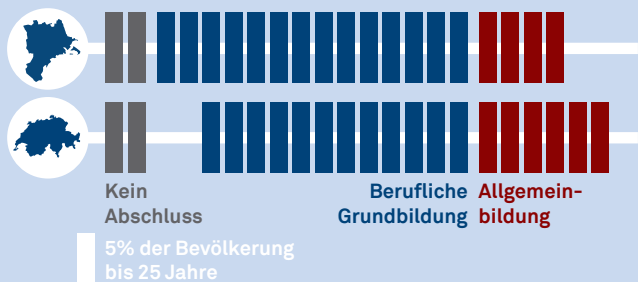 Kein
Abschluss
Berufliche
Grundbildung
Allgemein-
bildung
5% der Bevölkerung
bis 25 Jahre